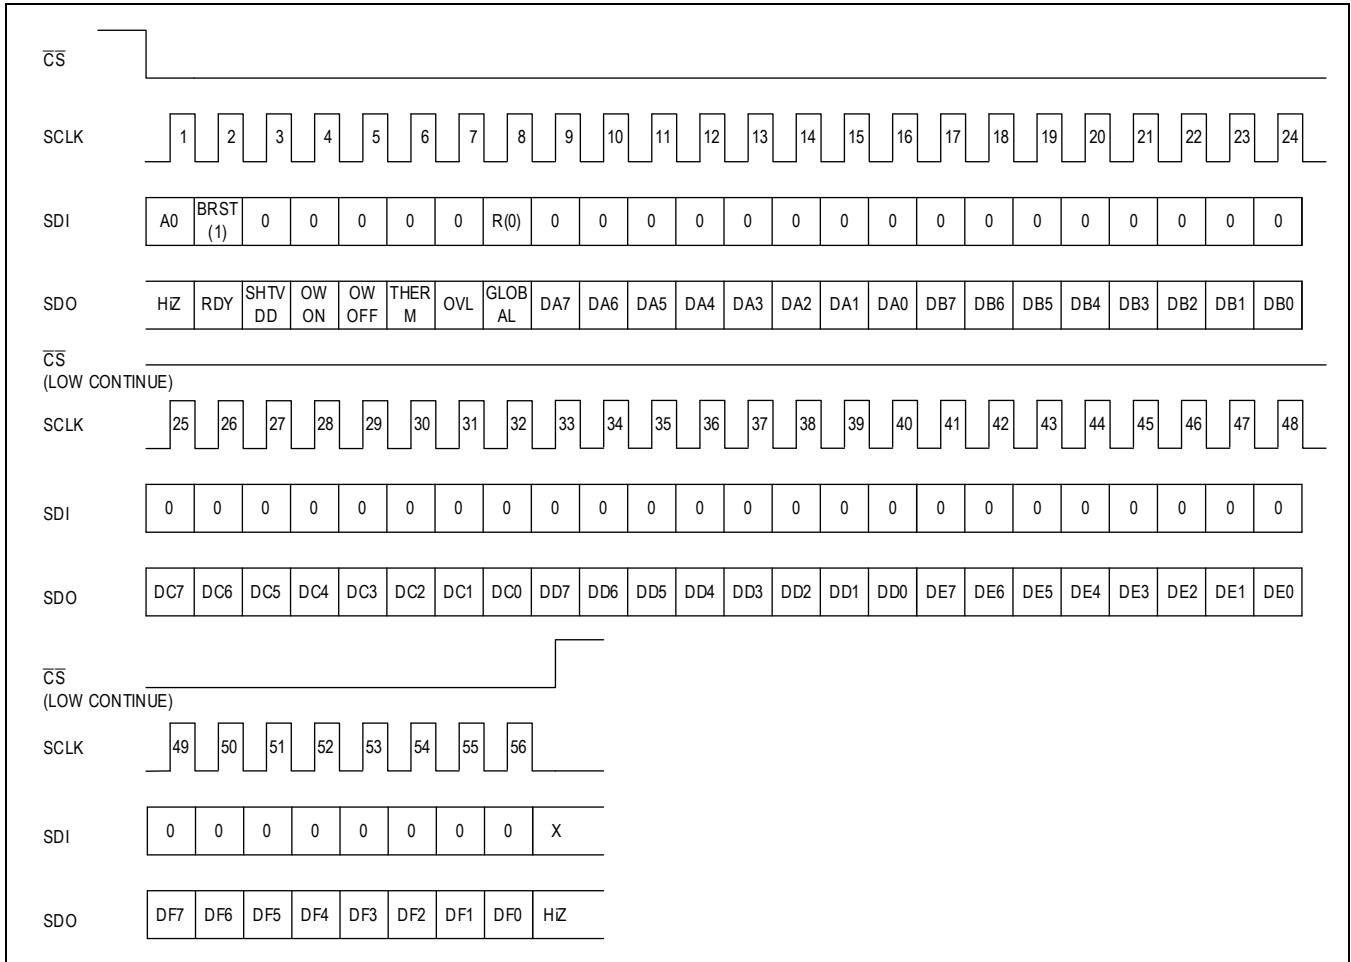 CS
SCLK 1 2 3 4 5 6 7 8 9 10 11 12 13 14 15 16 17 18 19 20 21 22 23 24
SDI A0 BRST (1) 0 0 0 0 0 R(0) 0 0 0 0 0 0 0 0 0 0 0 0 0 0 0 0
SDO HiZ RDY SHTV DD OW ON OW OFF THER M OVL GLOB AL DA7 DA6 DA5 DA4 DA3 DA2 DA1 DA0 DB7 DB6 DB5 DB4 DB3 DB2 DB1 DB0
CS
(LOW CONTINUE)
SCLK 25 26 27 28 29 30 31 32 33 34 35 36 37 38 39 40 41 42 43 44 45 46 47 48
SDI 0 0 0 0 0 0 0 0 0 0 0 0 0 0 0 0 0 0 0 0 0 0 0 0
SDO DC7 DC6 DC5 DC4 DC3 DC2 DC1 DC0 DD7 DD6 DD5 DD4 DD3 DD2 DD1 DD0 DE7 DE6 DE5 DE4 DE3 DE2 DE1 DE0
CS
(LOW CONTINUE)
SCLK 49 50 51 52 53 54 55 56
SDI 0 0 0 0 0 0 0 0 X
SDO DF7 DF6 DF5 DF4 DF3 DF2 DF1 DF0 HiZ